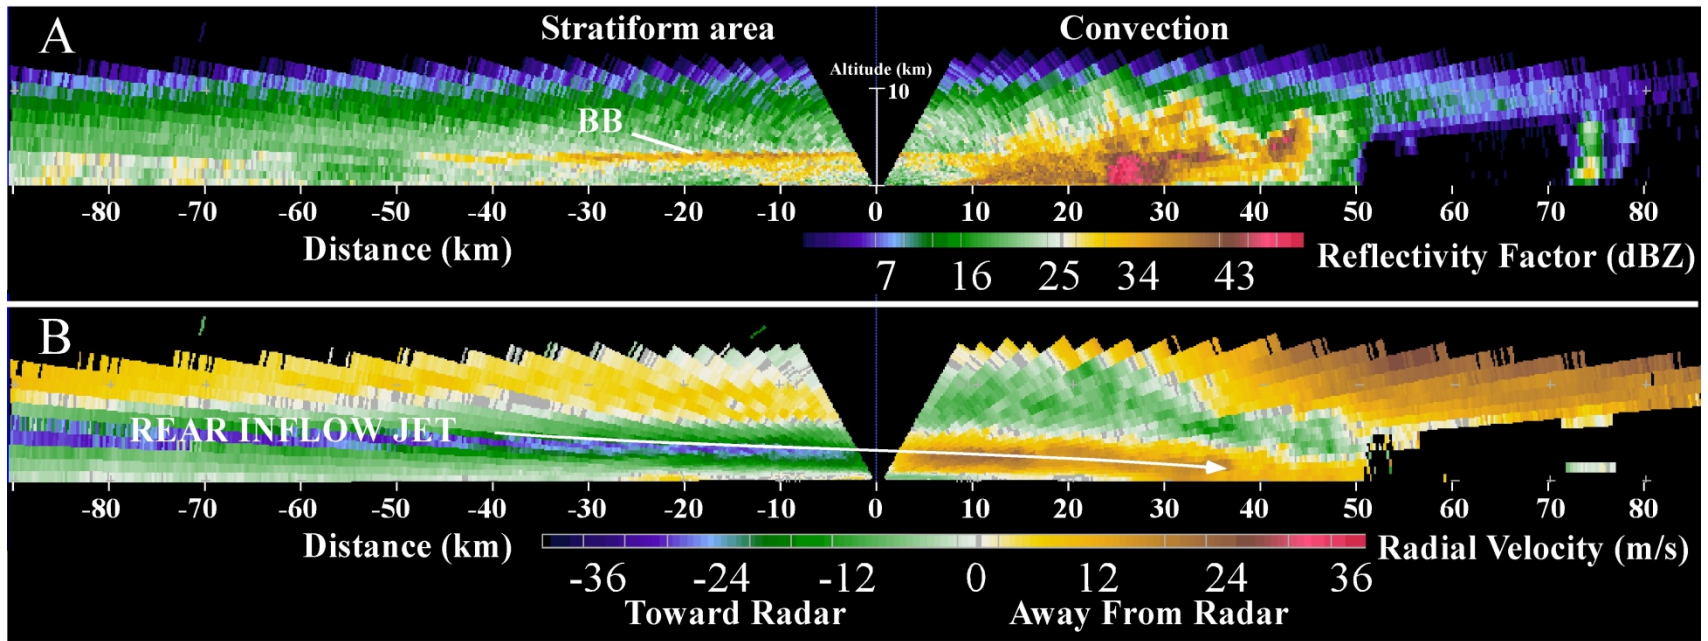 A
Stratiform area
Convection
Altitude (km)
10
BB
-80 -70 -60 -50 -40 -30 -20 -10 0 10 20 30 40 50 60 70 80
Distance (km)
7 16 25 34 43
Reflectivity Factor (dBZ)
B
REAR INFLOW JET
-80 -70 -60 -50 -40 -30 -20 -10 0 10 20 30 40 50 60 70 80
Distance (km)
Radial Velocity (m/s)
-36 -24 -12 0 12 24 36
Toward Radar Away From Radar